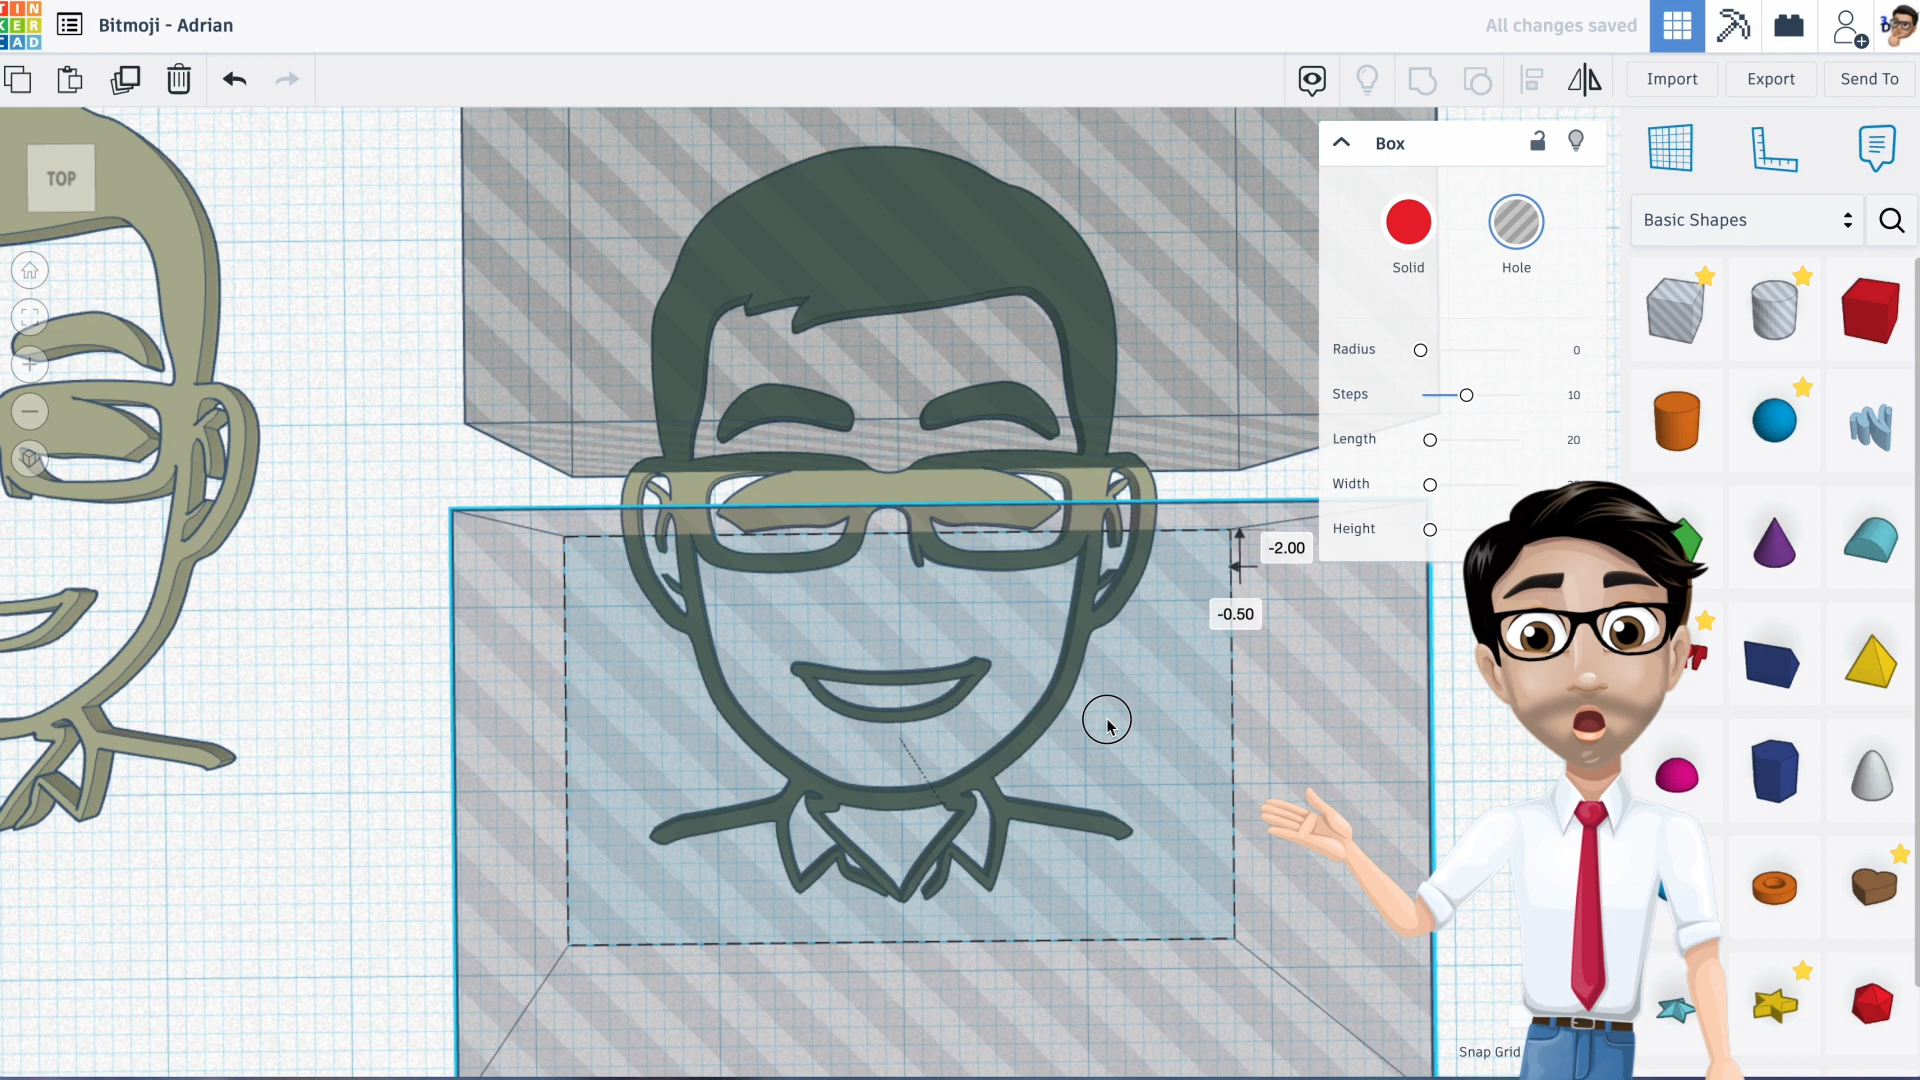 TIN
KER
CAD
Bitmoji - Adrian
All changes saved
Import
Export
Send To
TOP
Box
Solid
Hole
Radius
0
Steps
10
Length
20
Width
Height
Basic Shapes
-2.00
-0.50
Snap Grid